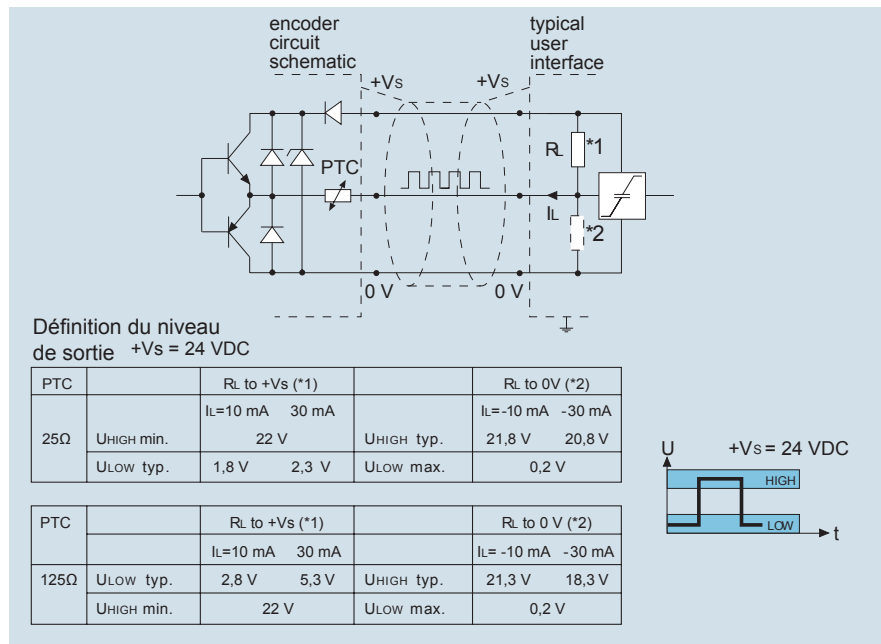 encoder
circuit
schematic
typical
user
interface
+Vs
+Vs
RL
*1
PTC
IL
*2
0 V
0 V
Définition du niveau
de sortie +Vs = 24 VDC
PTC RL to +Vs (*1) RL to 0V (*2)
IL=10 mA 30 mA IL=-10 mA -30 mA
25Ω UHIGH min. 22 V UHIGH typ. 21,8 V 20,8 V
ULOW typ. 1,8 V 2,3 V ULOW max. 0,2 V
U +Vs = 24 VDC
HIGH
LOW
t
PTC RL to +Vs (*1) RL to 0 V (*2)
IL=10 mA 30 mA IL= -10 mA -30 mA
125Ω ULOW typ. 2,8 V 5,3 V UHIGH typ. 21,3 V 18,3 V
UHIGH min. 22 V ULOW max. 0,2 V